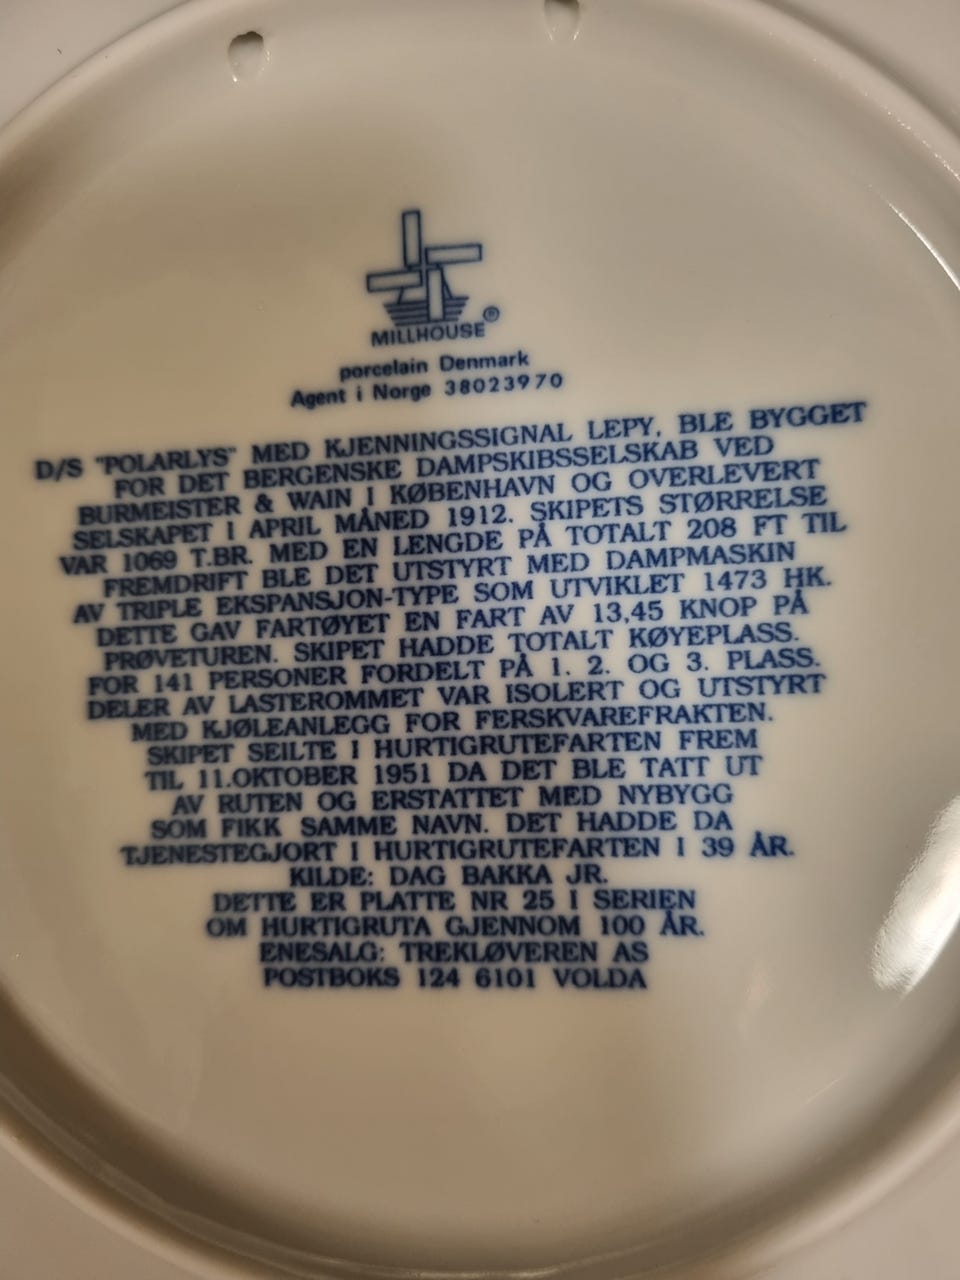 MILLHOUSE ®
porcelain Denmark
Agent i Norge 38023970
D/S "POLARLYS" MED KJENNINGSSIGNAL LEPY, BLE BYGGET
FOR DET BERGENSKE DAMPSKIBSSELSKAB VED
BURMEISTER & WAIN I KØBENHAVN OG OVERLEVERT
SELSKAPET I APRIL MÅNED 1912. SKIPETS STØRRELSE
VAR 1069 T.BR. MED EN LENGDE PÅ TOTALT 208 FT TIL
FREMDRIFT BLE DET UTSTYRT MED DAMPMASKIN
AV TRIPLE EKSPANSJON-TYPE SOM UTVIKLET 1473 HK.
DETTE GAV FARTØYET EN FART AV 13,45 KNOP PÅ
PRØVETUREN. SKIPET HADDE TOTALT KØYEPLASS.
FOR 141 PERSONER FORDELT PÅ 1. 2. OG 3. PLASS.
DELER AV LASTEROMMET VAR ISOLERT OG UTSTYRT
MED KJØLEANLEGG FOR FERSKVAREFRAKTEN.
SKIPET SEILTE I HURTIGRUTEFARTEN FREM
TIL 11.OKTOBER 1951 DA DET BLE TATT UT
AV RUTEN OG ERSTATTET MED NYBYGG
SOM FIKK SAMME NAVN. DET HADDE DA
TJENESTEGJORT I HURTIGRUTEFARTEN I 39 ÅR.
KILDE: DAG BAKKA JR.
DETTE ER PLATTE NR 25 I SERIEN
OM HURTIGRUTA GJENNOM 100 ÅR.
ENESALG: TREKLØVEREN AS
POSTBOKS 124 6101 VOLDA